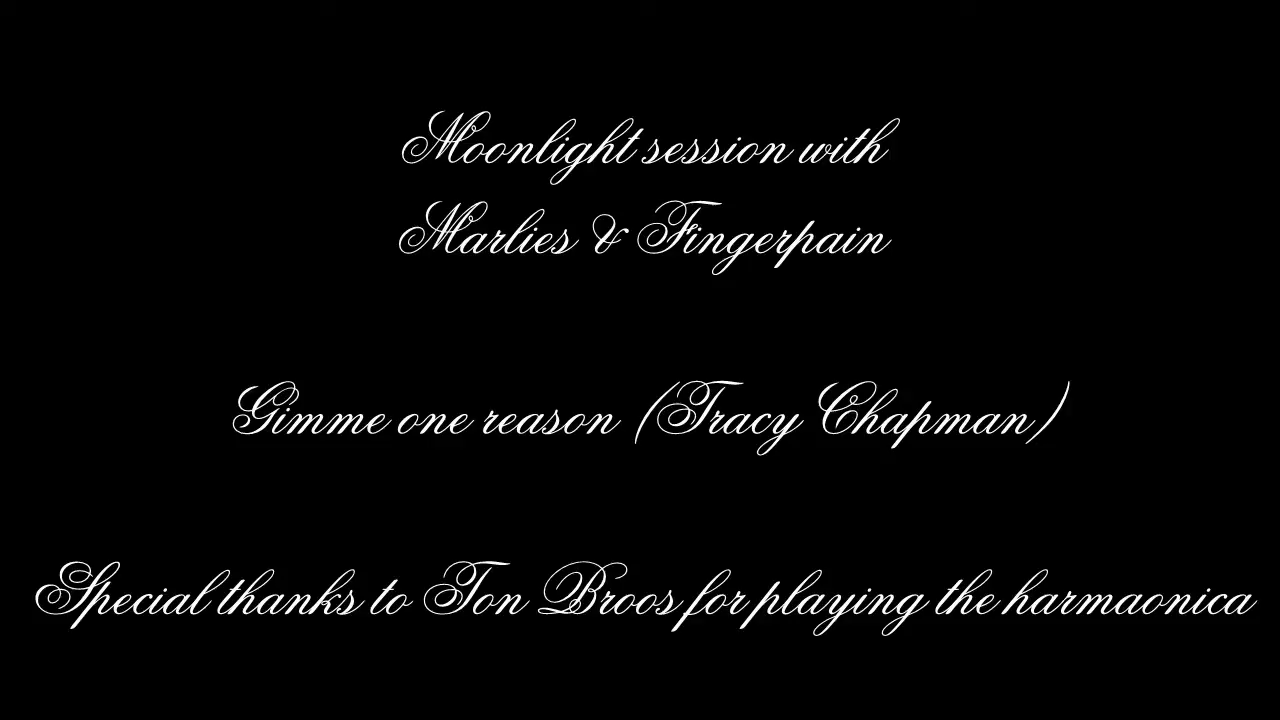 Moonlight session with
Marlies & Fingerpain
Gimme one reason (Tracy Chapman)
Special thanks to Ton Broos for playing the harmaonica